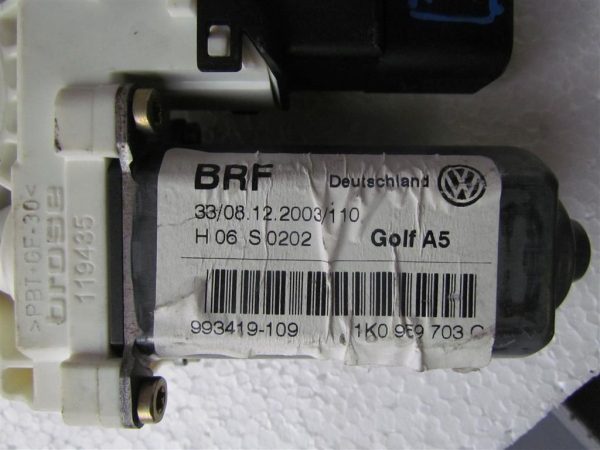 BRF Deutschland
33/08.12.2003/110
H 06 S 0202 Golf A5
993419-109 1K0 959 703 C
>PBT+GF-30<
brose
119435